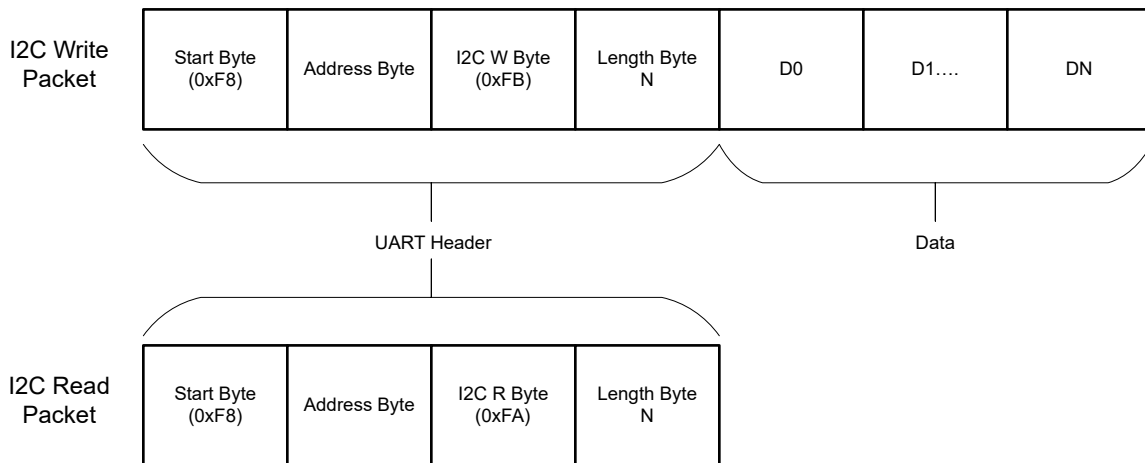 I2C Write
Packet
Start Byte
(0xF8)
Address Byte
I2C W Byte
(0xFB)
Length Byte
N
D0
D1….
DN
UART Header
Data
I2C Read
Packet
Start Byte
(0xF8)
Address Byte
I2C R Byte
(0xFA)
Length Byte
N